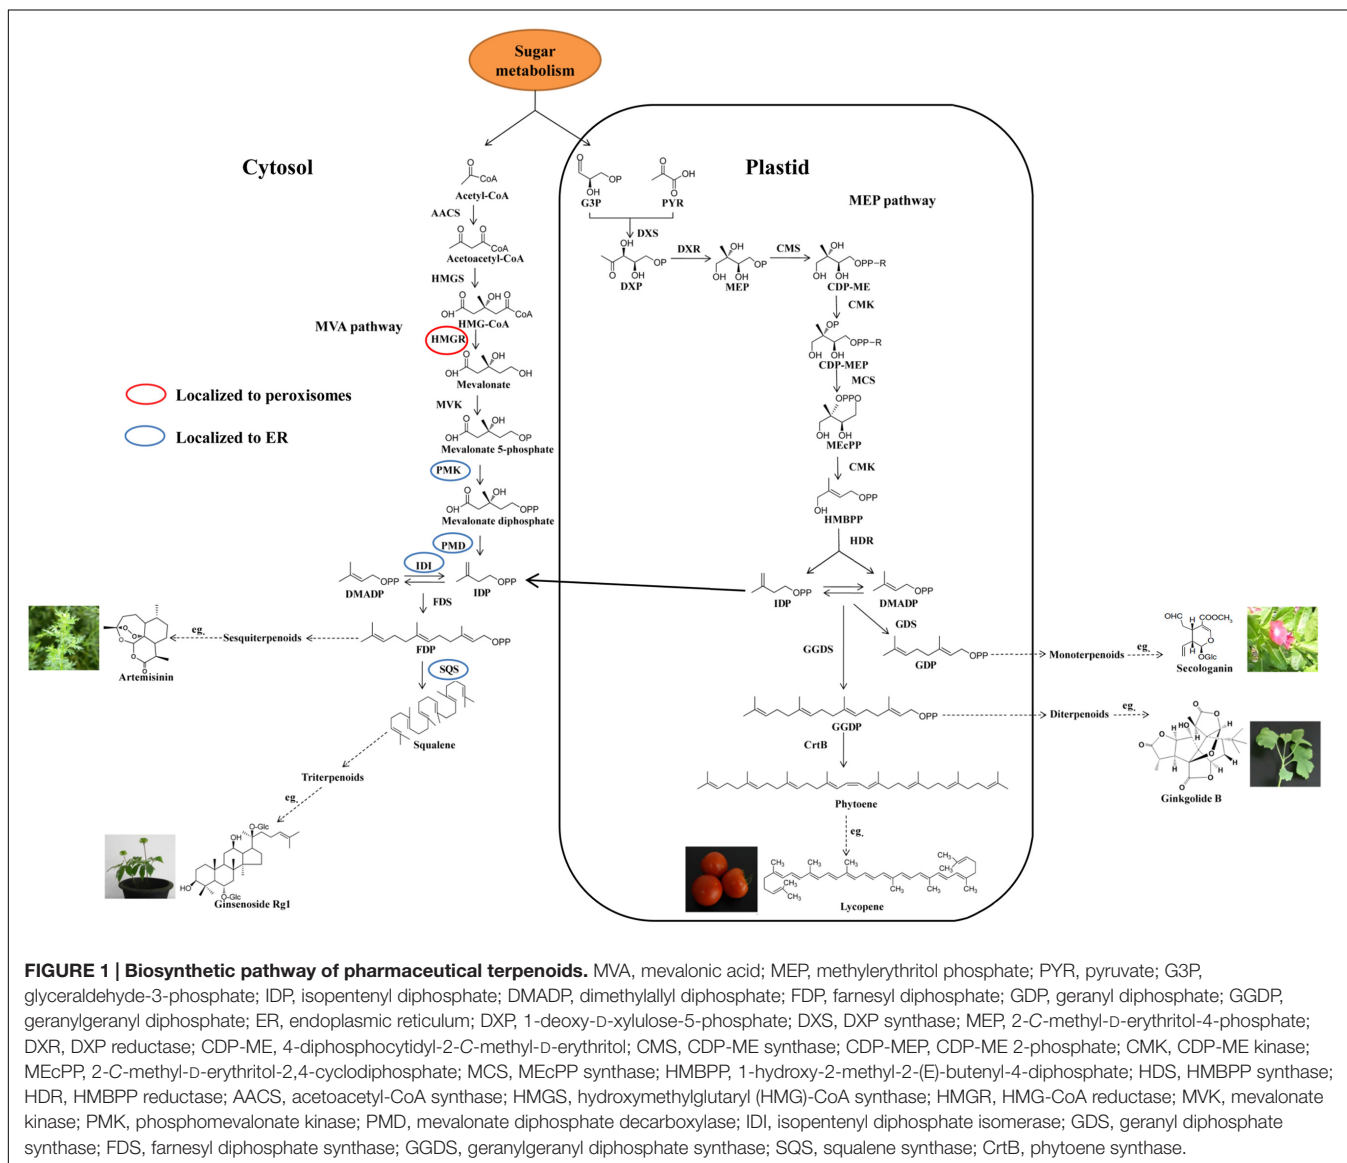 Sugar
metabolism
Cytosol
Plastid
O
CoA
Acetyl-CoA
AACS
O O
CoA
Acetoacetyl-CoA
HMGS
O OH O
OH CoA
HMG-CoA
MVA pathway
HMGR
O OH
OH OH
Mevalonate
MVK
O OH
OH OP
Mevalonate 5-phosphate
PMK
O OH
OH OPP
Mevalonate diphosphate
PMD
IDI
OPP OPP
DMADP IDP
FDS
OPP
FDP
Sesquiterpenoids
eg.
Artemisinin
SQS
Squalene
Triterpenoids
eg.
Ginsenoside Rg1
Localized to peroxisomes
Localized to ER
O
OP
OH
G3P
O
OH
O
PYR
MEP pathway
DXS
OH
OP
O OH
DXP
DXR
OH
OP
OH OH
MEP
CMS
OH
OPP–R
OH OH
CDP-ME
CMK
OP
OPP–R
OH OH
CDP-MEP
MCS
OPPO
OH OH
MEcPP
CMK
OPP
OH
HMBPP
HDR
OPP OPP
IDP DMADP
GDS
GGDS
OPP
GDP
Monoterpenoids
eg.
CHO COOCH3
O
O-Glc
Secologanin
OPP
GGDP
Diterpenoids
eg.
Ginkgolide B
CrtB
Phytoene
eg.
CH3 CH3 CH3 CH3
CH3 CH3 CH3 CH3
CH3 CH3
Lycopene
FIGURE 1 | Biosynthetic pathway of pharmaceutical terpenoids. MVA, mevalonic acid; MEP, methylerythritol phosphate; PYR, pyruvate; G3P,
glyceraldehyde-3-phosphate; IDP, isopentenyl diphosphate; DMADP, dimethylallyl diphosphate; FDP, farnesyl diphosphate; GDP, geranyl diphosphate; GGDP,
geranylgeranyl diphosphate; ER, endoplasmic reticulum; DXP, 1-deoxy-D-xylulose-5-phosphate; DXS, DXP synthase; MEP, 2-C-methyl-D-erythritol-4-phosphate;
DXR, DXP reductase; CDP-ME, 4-diphosphocytidyl-2-C-methyl-D-erythritol; CMS, CDP-ME synthase; CDP-MEP, CDP-ME 2-phosphate; CMK, CDP-ME kinase;
MEcPP, 2-C-methyl-D-erythritol-2,4-cyclodiphosphate; MCS, MEcPP synthase; HMBPP, 1-hydroxy-2-methyl-2-(E)-butenyl-4-diphosphate; HDS, HMBPP synthase;
HDR, HMBPP reductase; AACS, acetoacetyl-CoA synthase; HMGS, hydroxymethylglutaryl (HMG)-CoA synthase; HMGR, HMG-CoA reductase; MVK, mevalonate
kinase; PMK, phosphomevalonate kinase; PMD, mevalonate diphosphate decarboxylase; IDI, isopentenyl diphosphate isomerase; GDS, geranyl diphosphate
synthase; FDS, farnesyl diphosphate synthase; GGDS, geranylgeranyl diphosphate synthase; SQS, squalene synthase; CrtB, phytoene synthase.